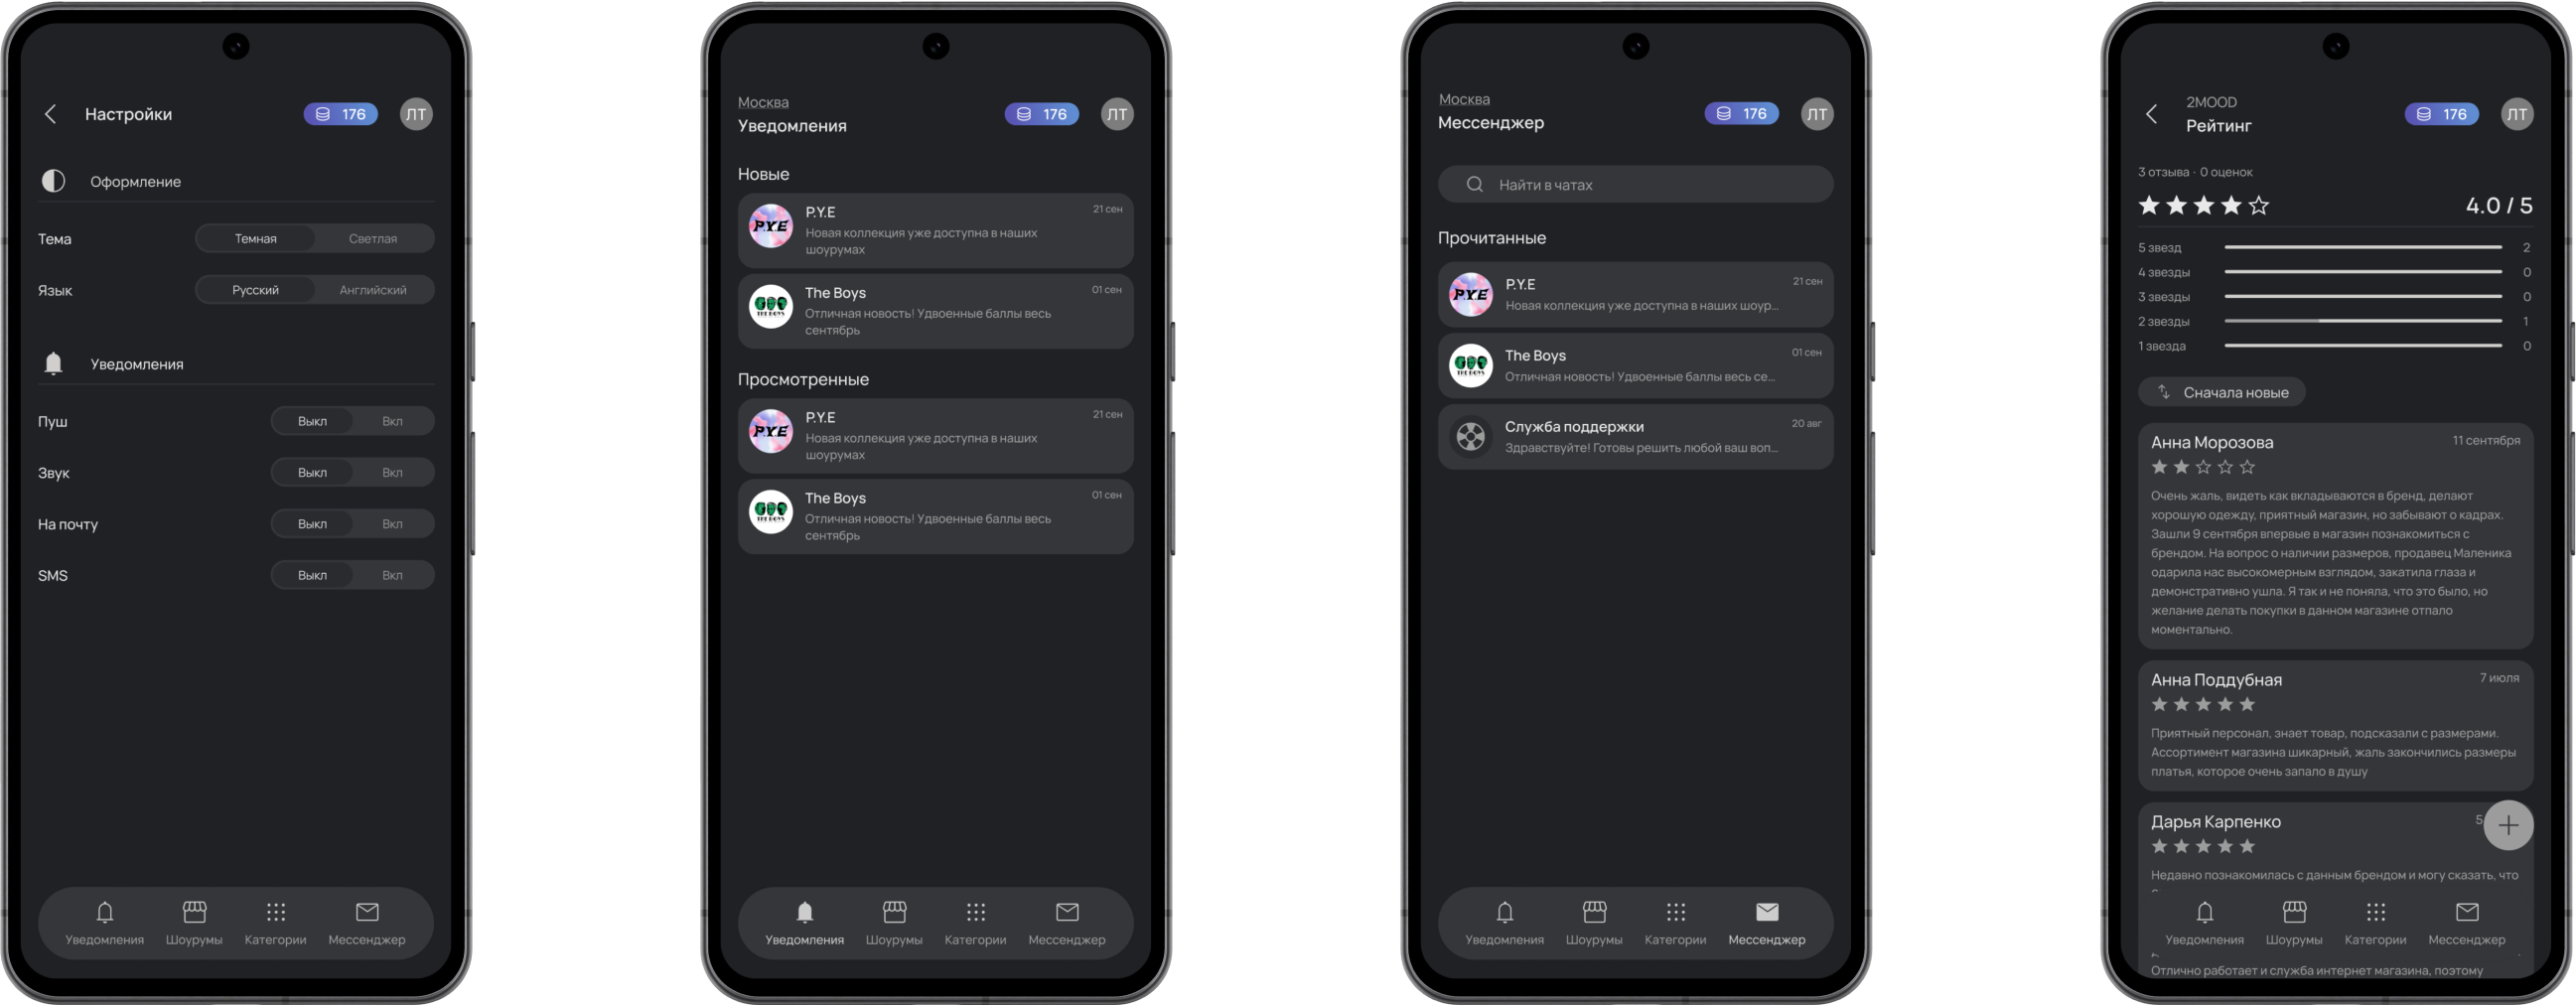 Настройки
176
ЛТ
Оформление
Тема
Темная
Светлая
Язык
Русский
Английский
Уведомления
Пуш
Выкл
Вкл
Звук
Выкл
Вкл
На почту
Выкл
Вкл
SMS
Выкл
Вкл
Уведомления
Шоурумы
Категории
Мессенджер
Москва
Уведомления
176
ЛТ
Новые
P.Y.E
P.Y.E
21 сен
Новая коллекция уже доступна в наших
шоурумах
THE BOYS
The Boys
01 сен
Отличная новость! Удвоенные баллы весь
сентябрь
Просмотренные
P.Y.E
P.Y.E
21 сен
Новая коллекция уже доступна в наших
шоурумах
THE BOYS
The Boys
01 сен
Отличная новость! Удвоенные баллы весь
сентябрь
Уведомления
Шоурумы
Категории
Мессенджер
Москва
Мессенджер
176
ЛТ
Найти в чатах
Прочитанные
P.Y.E
P.Y.E
21 сен
Новая коллекция уже доступна в наших шоур...
THE BOYS
The Boys
01 сен
Отличная новость! Удвоенные баллы весь се...
Служба поддержки
20 авг
Здравствуйте! Готовы решить любой ваш воп...
Уведомления
Шоурумы
Категории
Мессенджер
2MOOD
Рейтинг
176
ЛТ
3 отзыва · 0 оценок
4.0 / 5
5 звезд
2
4 звезды
0
3 звезды
0
2 звезды
1
1 звезда
0
Сначала новые
Анна Морозова
11 сентября
Очень жаль, видеть как вкладываются в бренд, делают
хорошую одежду, приятный магазин, но забывают о кадрах.
Зашли 9 сентября впервые в магазин познакомиться с
брендом. На вопрос о наличии размеров, продавец Маленика
одарила нас высокомерным взглядом, закатила глаза и
демонстративно ушла. Я так и не поняла, что это было, но
желание делать покупки в данном магазине отпало
моментально.
Анна Поддубная
7 июля
Приятный персонал, знает товар, подсказали с размерами.
Ассортимент магазина шикарный, жаль закончились размеры
платья, которое очень запало в душу
Дарья Карпенко
5
Недавно познакомилась с данным брендом и могу сказать, что
Уведомления
Шоурумы
Категории
Мессенджер
Отлично работает и служба интернет магазина, поэтому